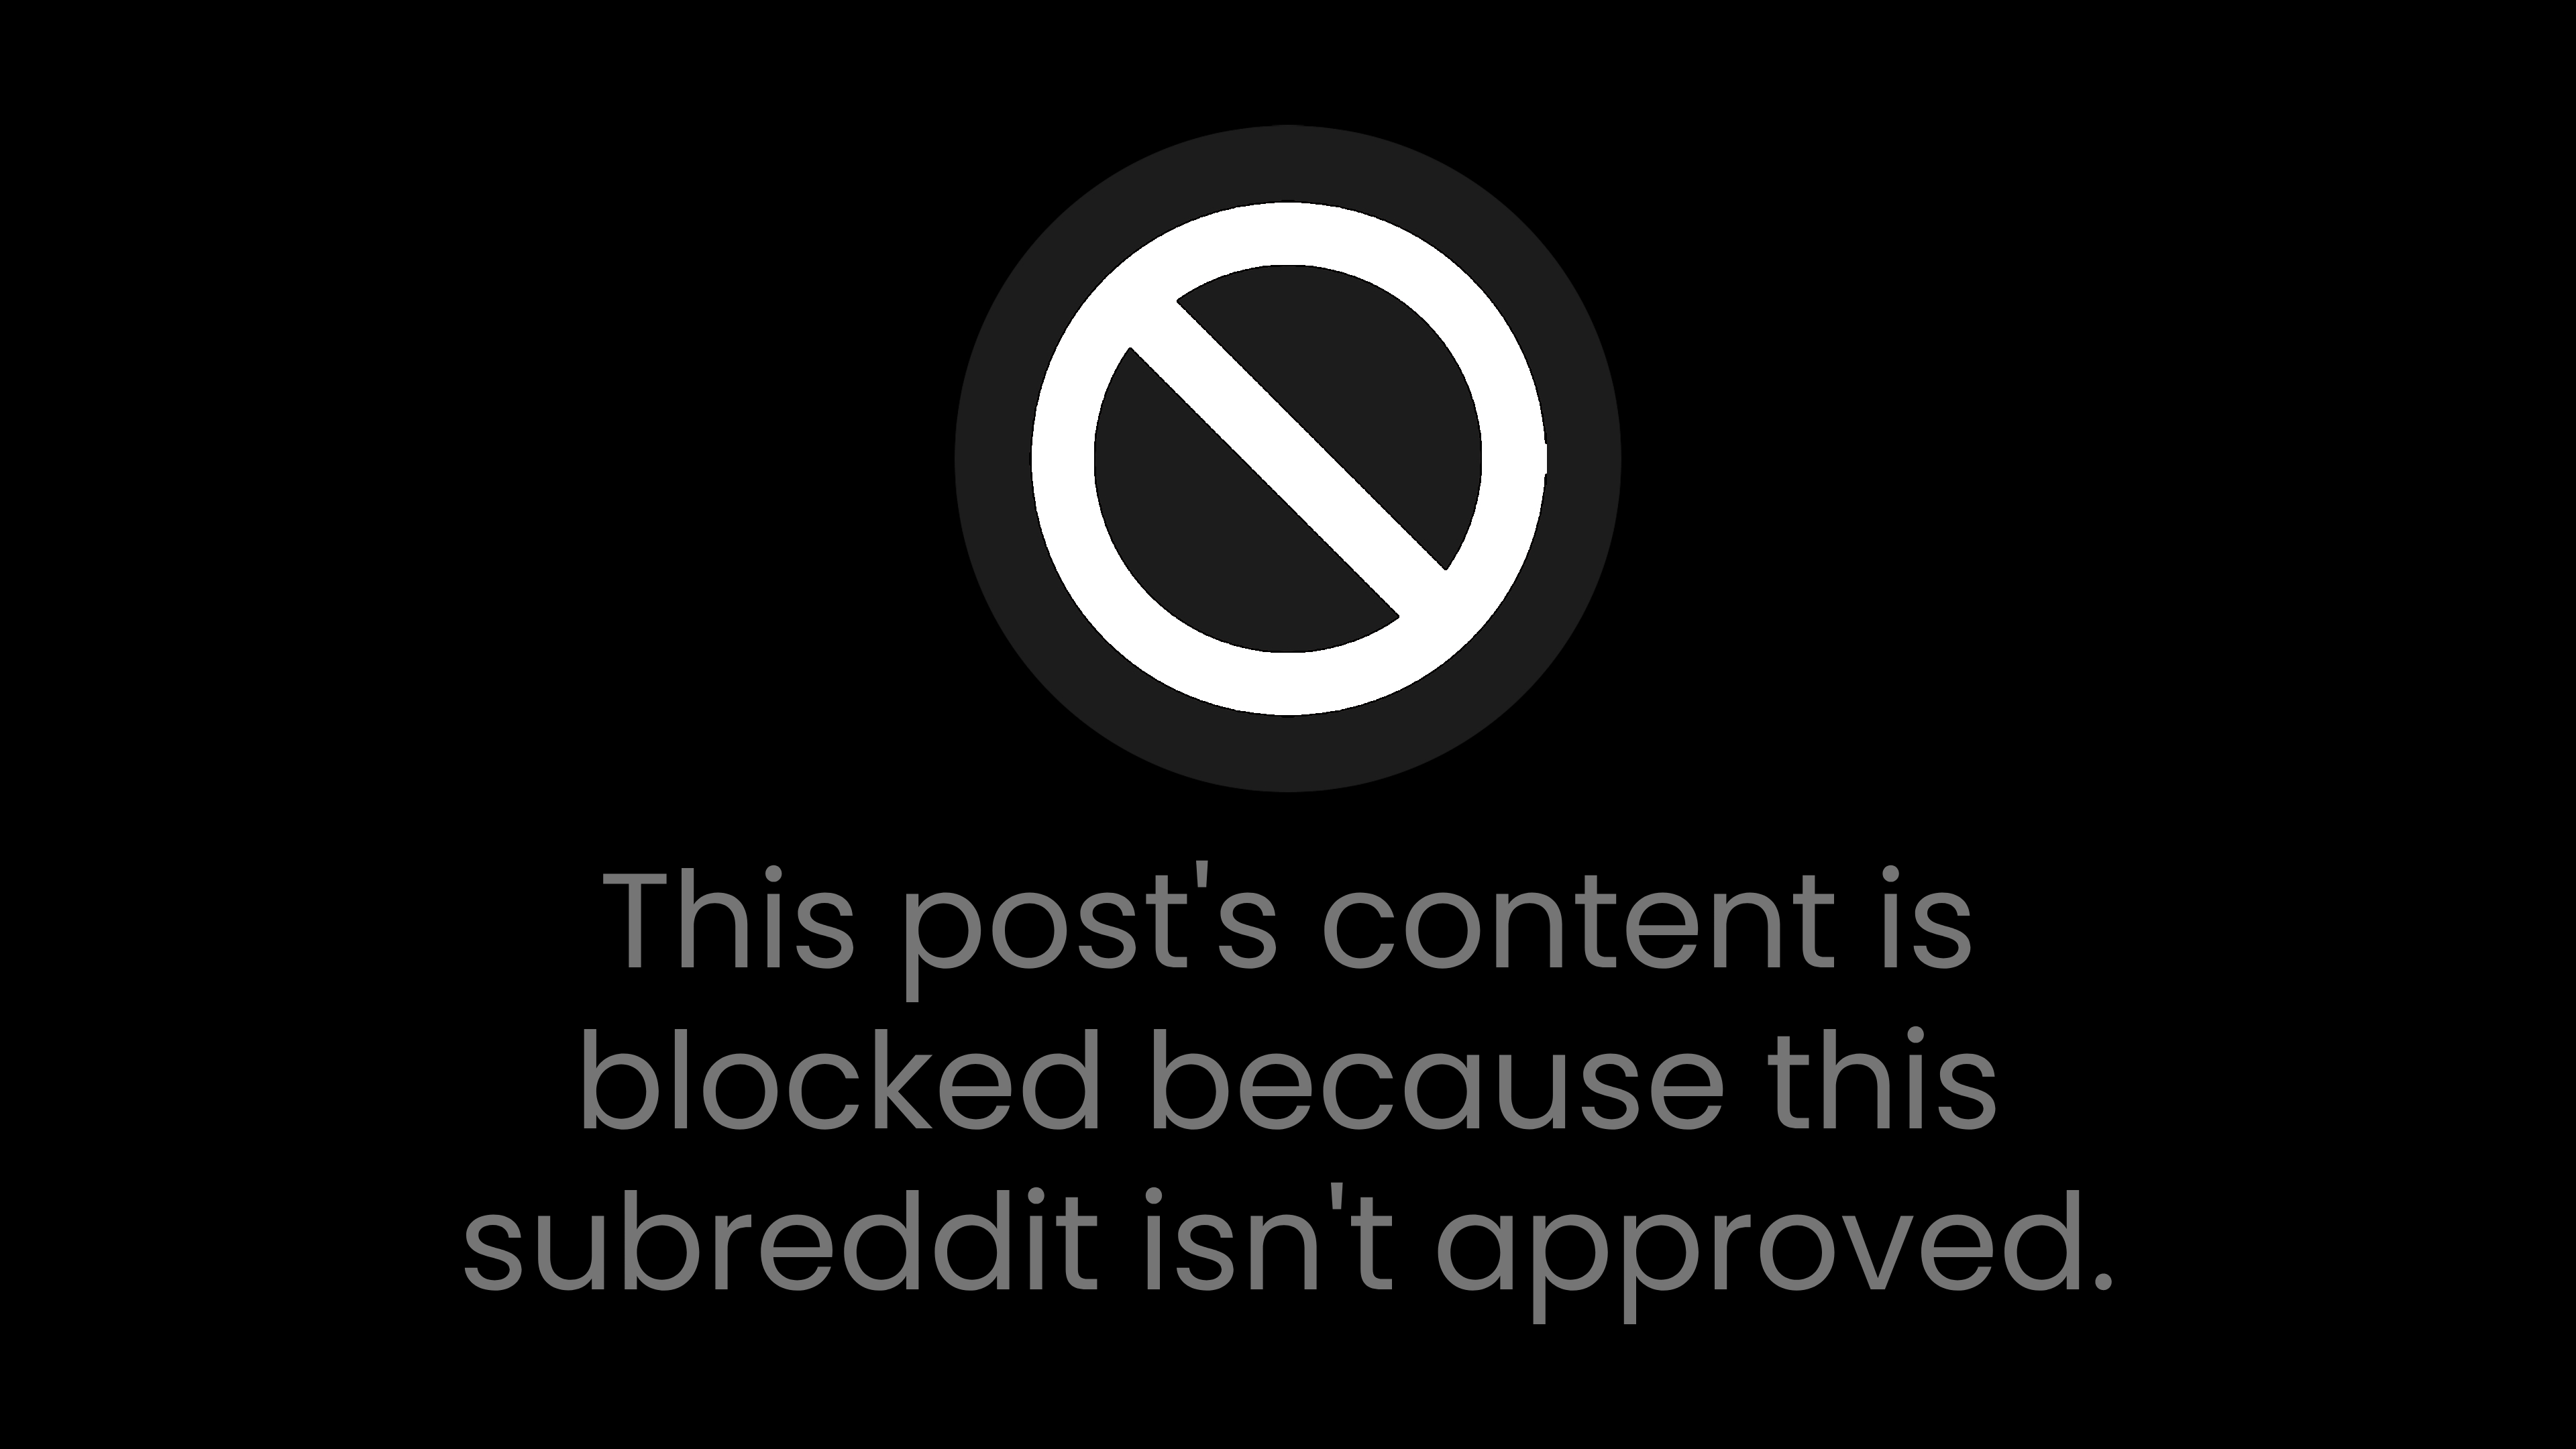 This post's content is
blocked because this
subreddit isn't approved.